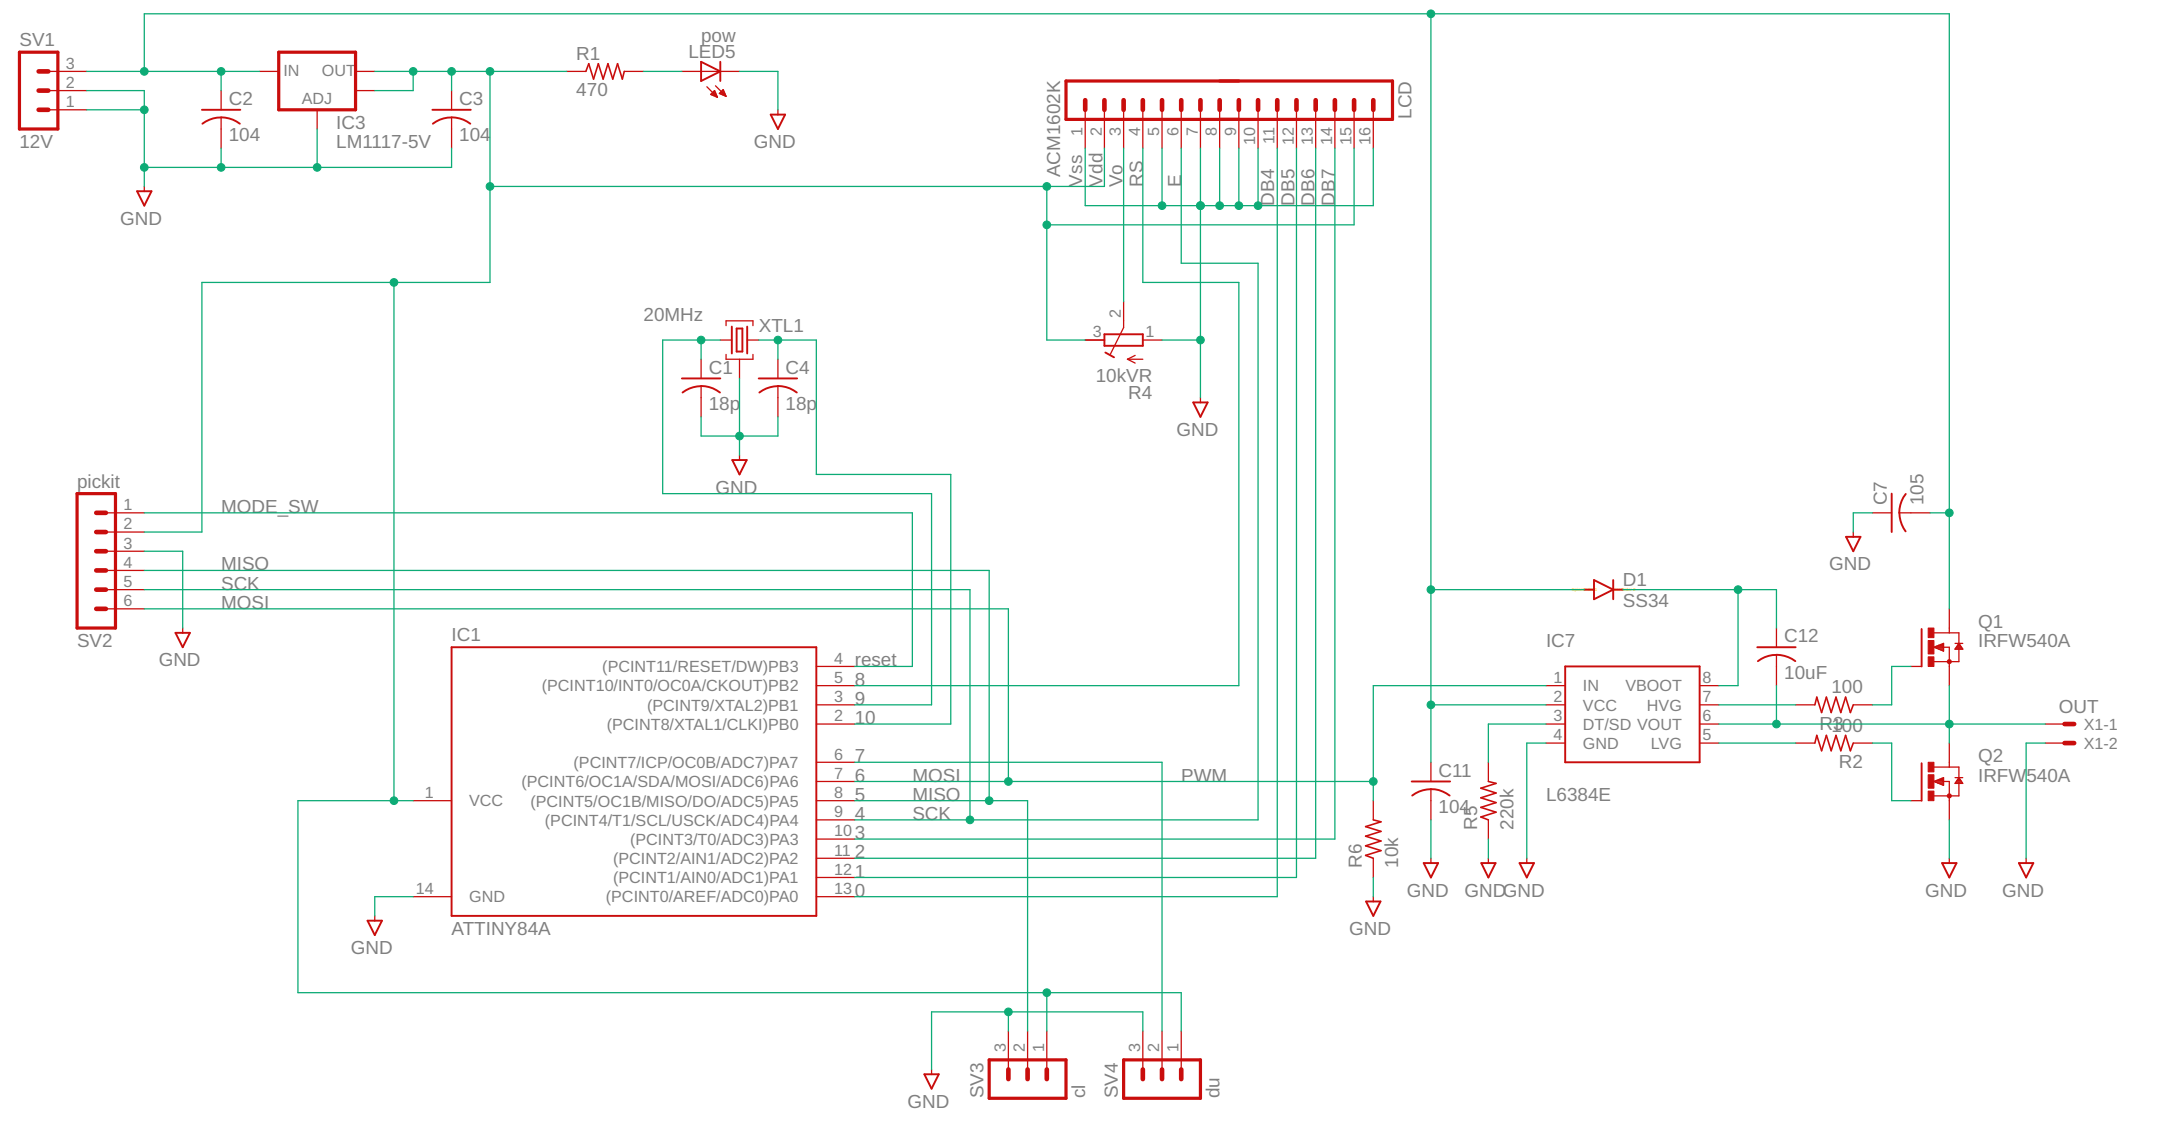 SV1
3
2
1
12V
GND
C2
104
IN
OUT
ADJ
IC3
LM1117-5V
C3
104
R1
470
pow
LED5
GND
ACM1602K
LCD
1
2
3
4
5
6
7
8
9
10
11
12
13
14
15
16
Vss
Vdd
Vo
RS
E
DB4
DB5
DB6
DB7
20MHz
XTL1
C1
18p
C4
18p
GND
3
2
1
10kVR
R4
GND
pickit
1
2
3
4
5
6
SV2
MODE_SW
MISO
SCK
MOSI
GND
IC1
(PCINT11/RESET/DW)PB3
4
reset
(PCINT10/INT0/OC0A/CKOUT)PB2
5
8
(PCINT9/XTAL2)PB1
3
9
(PCINT8/XTAL1/CLKI)PB0
2
10
(PCINT7/ICP/OC0B/ADC7)PA7
6
7
(PCINT6/OC1A/SDA/MOSI/ADC6)PA6
7
6
MOSI
PWM
1
VCC
(PCINT5/OC1B/MISO/DO/ADC5)PA5
8
5
MISO
(PCINT4/T1/SCL/USCK/ADC4)PA4
9
4
SCK
(PCINT3/T0/ADC3)PA3
10
3
(PCINT2/AIN1/ADC2)PA2
11
2
(PCINT1/AIN0/ADC1)PA1
12
1
14
GND
(PCINT0/AREF/ADC0)PA0
13
0
ATTINY84A
GND
GND
SV3
3
2
1
cl
SV4
3
2
1
du
R6
10k
GND
C11
104
GND
R5
220k
GND
GND
D1
SS34
C12
10uF
IC7
1
IN
VBOOT
8
2
VCC
HVG
7
3
DT/SD
VOUT
6
4
GND
LVG
5
L6384E
100
R3
100
R2
C7
105
GND
Q1
IRFW540A
Q2
IRFW540A
GND
OUT
X1-1
X1-2
GND